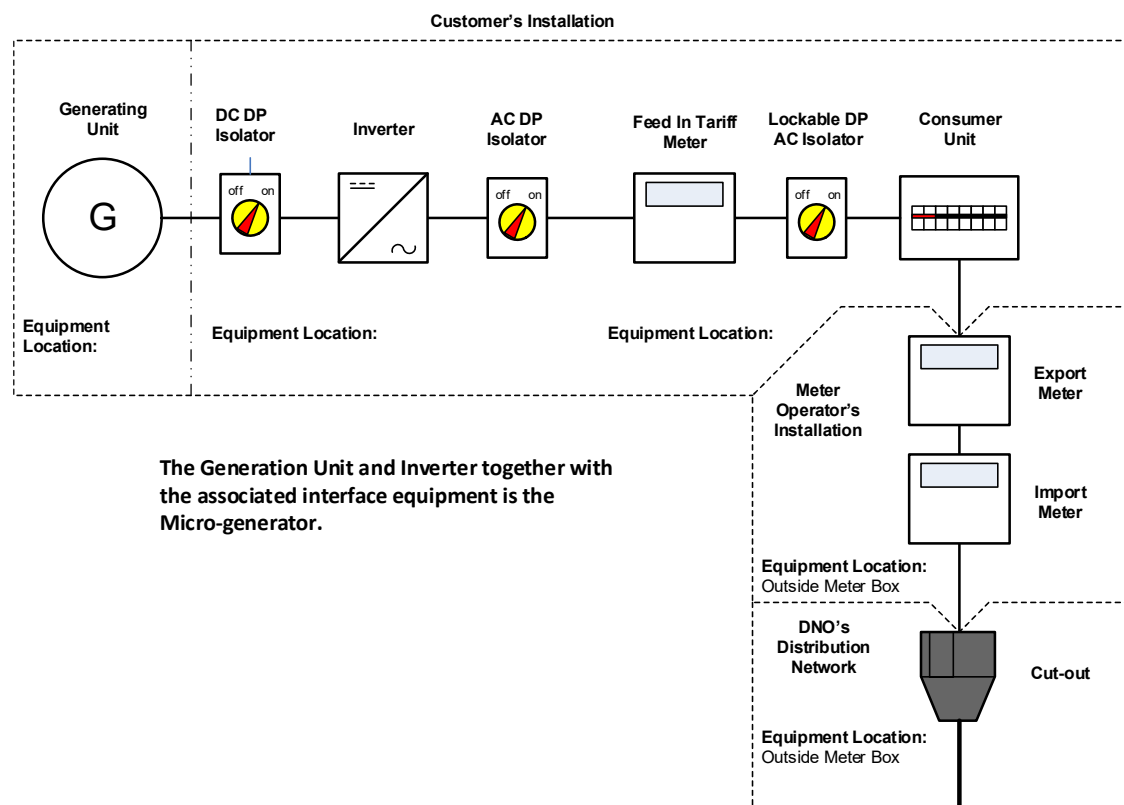 Customer's Installation
Generating
Unit
DC DP
Isolator
Inverter
AC DP
Isolator
Feed In Tariff
Meter
Lockable DP
AC Isolator
Consumer
Unit
off on
off on
off on
G
Equipment
Location:
Equipment Location:
Equipment Location:
Export
Meter
Meter
Operator's
Installation
The Generation Unit and Inverter together with
the associated interface equipment is the
Micro-generator.
Import
Meter
Equipment Location:
Outside Meter Box
DNO's
Distribution
Network
Cut-out
Equipment Location:
Outside Meter Box